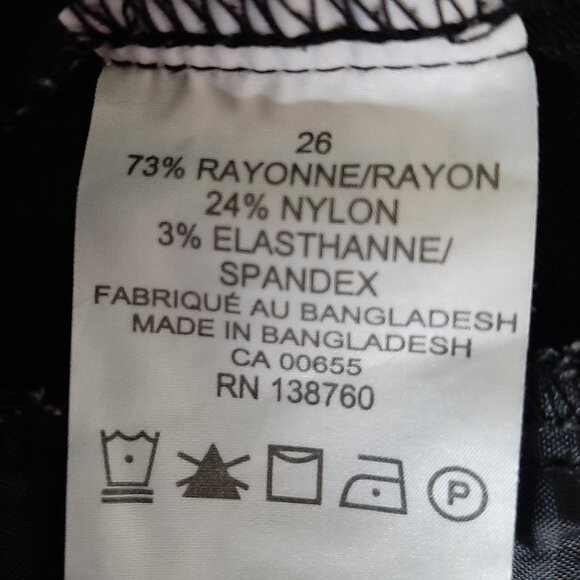 26
73% RAYONNE/RAYON
24% NYLON
3% ELASTHANNE/
SPANDEX
FABRIQUÉ AU BANGLADESH
MADE IN BANGLADESH
CA 00655
RN 138760
P